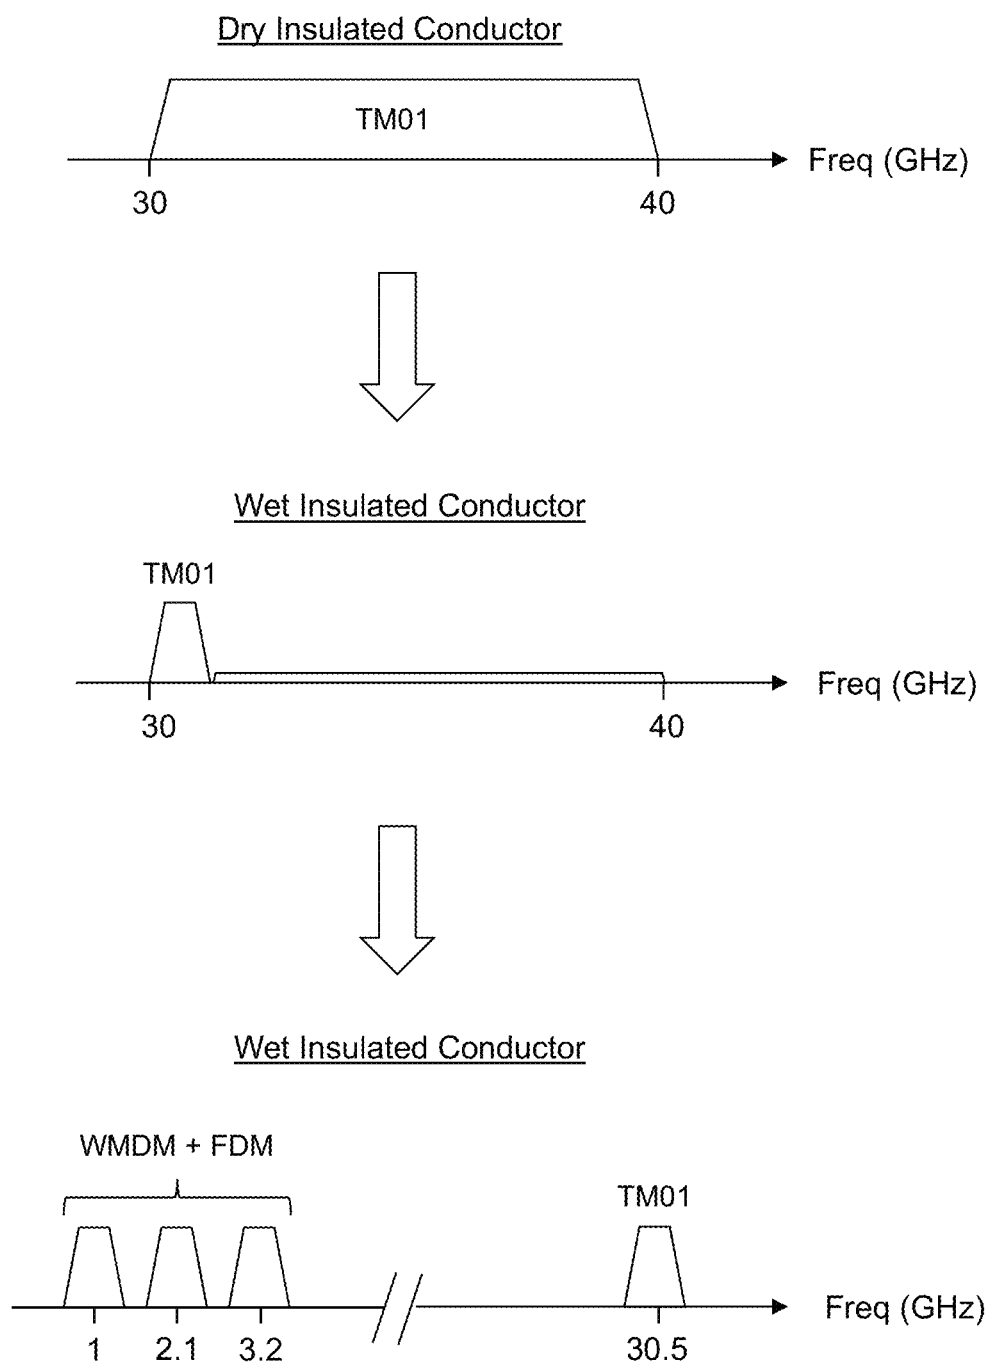 Dry Insulated Conductor
TM01
Freq (GHz)
30
40
Wet Insulated Conductor
TM01
Freq (GHz)
30
40
Wet Insulated Conductor
WMDM + FDM
TM01
Freq (GHz)
1
2.1
3.2
30.5